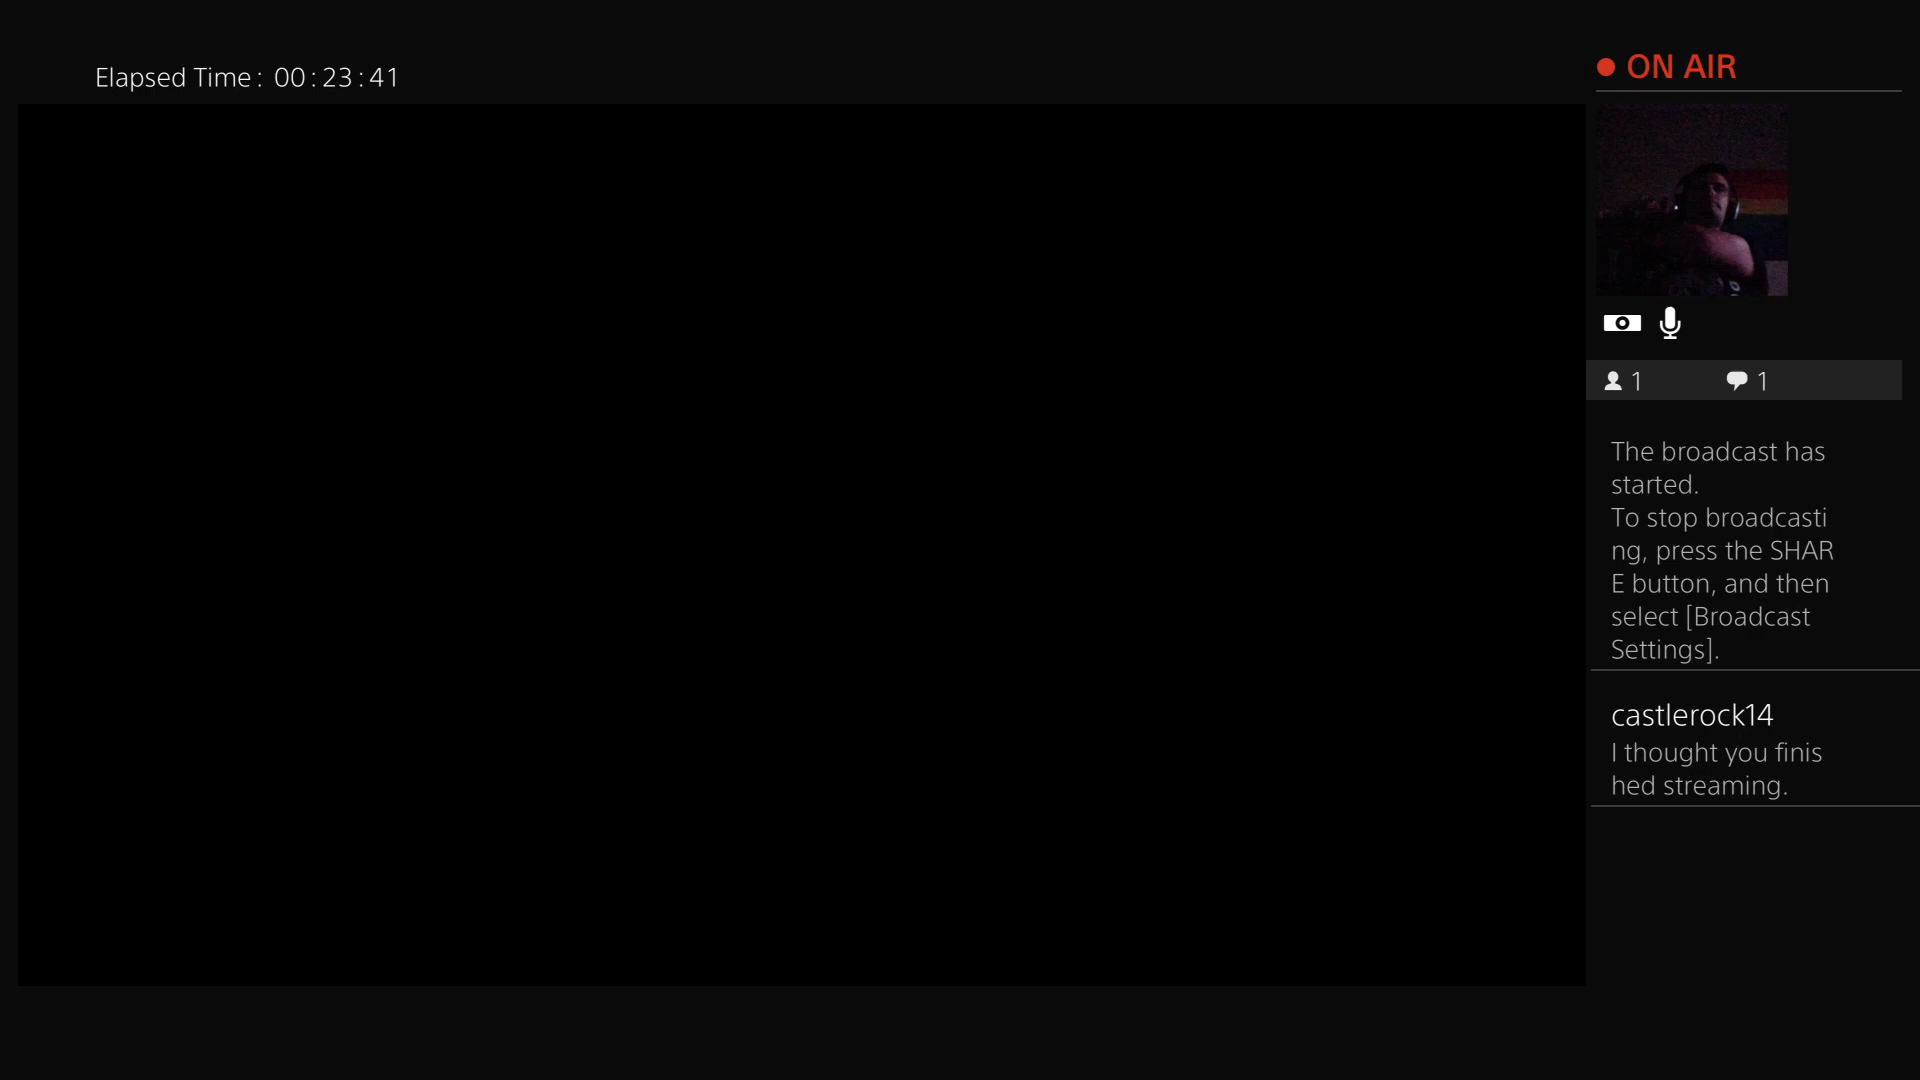 Elapsed Time: 00:23:41
ON AIR
1 1
The broadcast has
started.
To stop broadcasti
ng, press the SHAR
E button, and then
select [Broadcast
Settings].
castlerock14
I thought you finis
hed streaming.